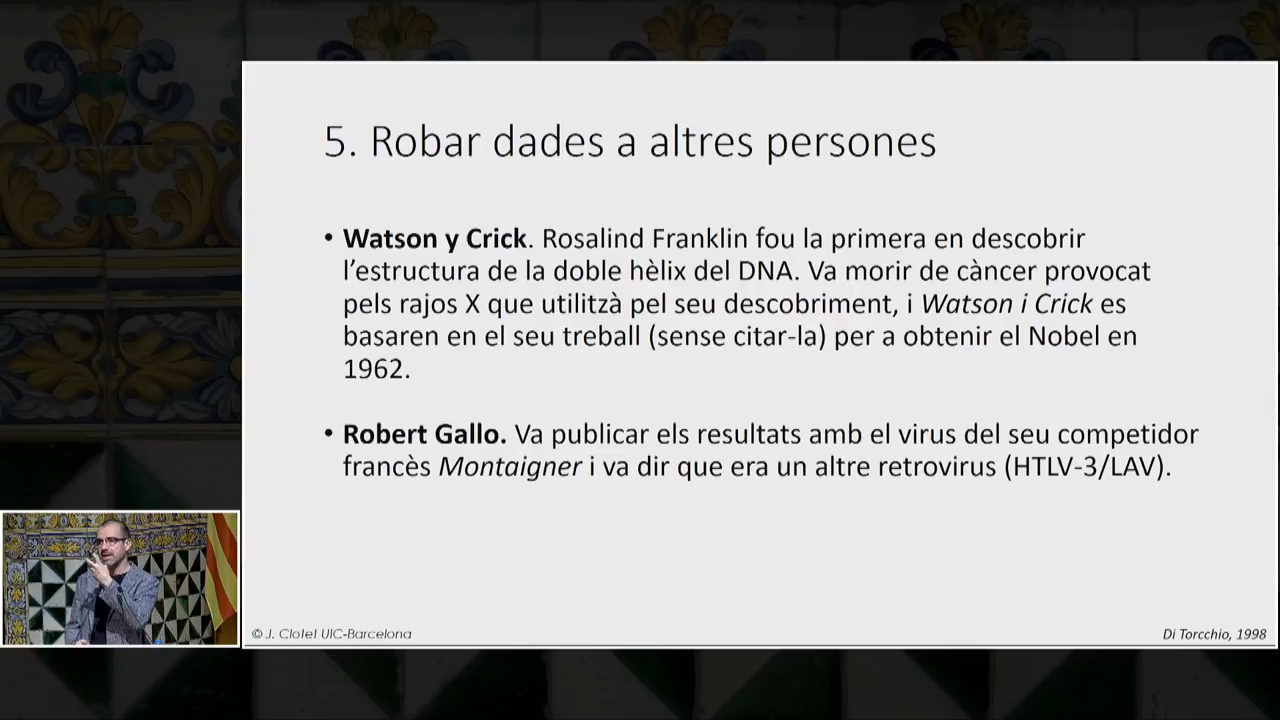 5. Robar dades a altres persones
• Watson y Crick. Rosalind Franklin fou la primera en descobrir
l’estructura de la doble hèlix del DNA. Va morir de càncer provocat
pels rajos X que utilitzà pel seu descobriment, i Watson i Crick es
basaren en el seu treball (sense citar-la) per a obtenir el Nobel en
1962.
• Robert Gallo. Va publicar els resultats amb el virus del seu competidor
francès Montaigner i va dir que era un altre retrovirus (HTLV-3/LAV).
© J. Clotet UIC-Barcelona
Di Torcchio, 1998